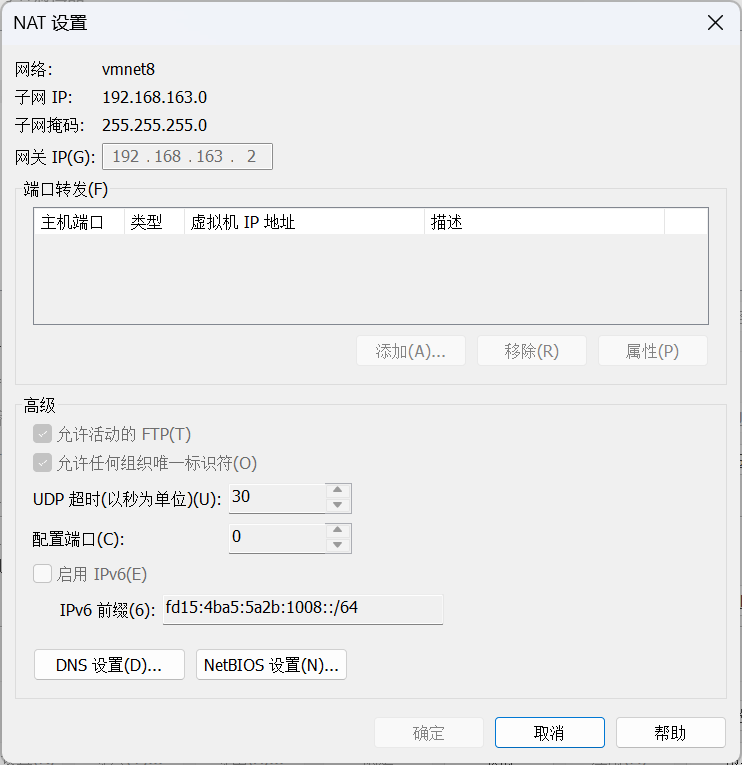 NAT 设置
网络: vmnet8
子网 IP: 192.168.163.0
子网掩码: 255.255.255.0
网关 IP(G): 192 . 168 . 163 . 2
端口转发(F)
主机端口 类型 虚拟机 IP 地址 描述
添加(A)... 移除(R) 属性(P)
高级
允许活动的 FTP(T)
允许任何组织唯一标识符(O)
UDP 超时(以秒为单位)(U): 30
配置端口(C): 0
启用 IPv6(E)
IPv6 前缀(6): fd15:4ba5:5a2b:1008::/64
DNS 设置(D)... NetBIOS 设置(N)...
确定 取消 帮助